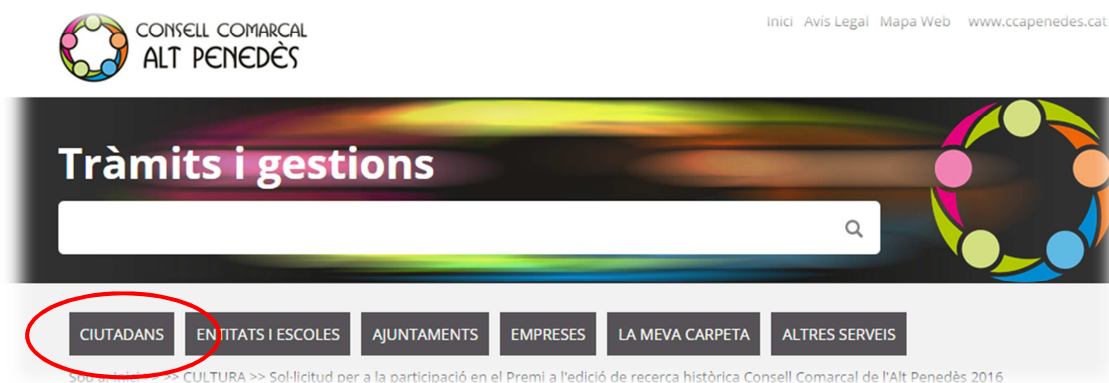 CONSELL COMARCAL
ALT PENEDÈS
Inici Avís Legal Mapa Web www.ccapenedes.cat
Tràmits i gestions
CIUTADANS ENTITATS I ESCOLES AJUNTAMENTS EMPRESES LA MEVA CARPETA ALTRES SERVEIS
Sou a: Inici >> CULTURA >> Sol·licitud per a la participació en el Premi a l'edició de recerca històrica Consell Comarcal de l'Alt Penedès 2016